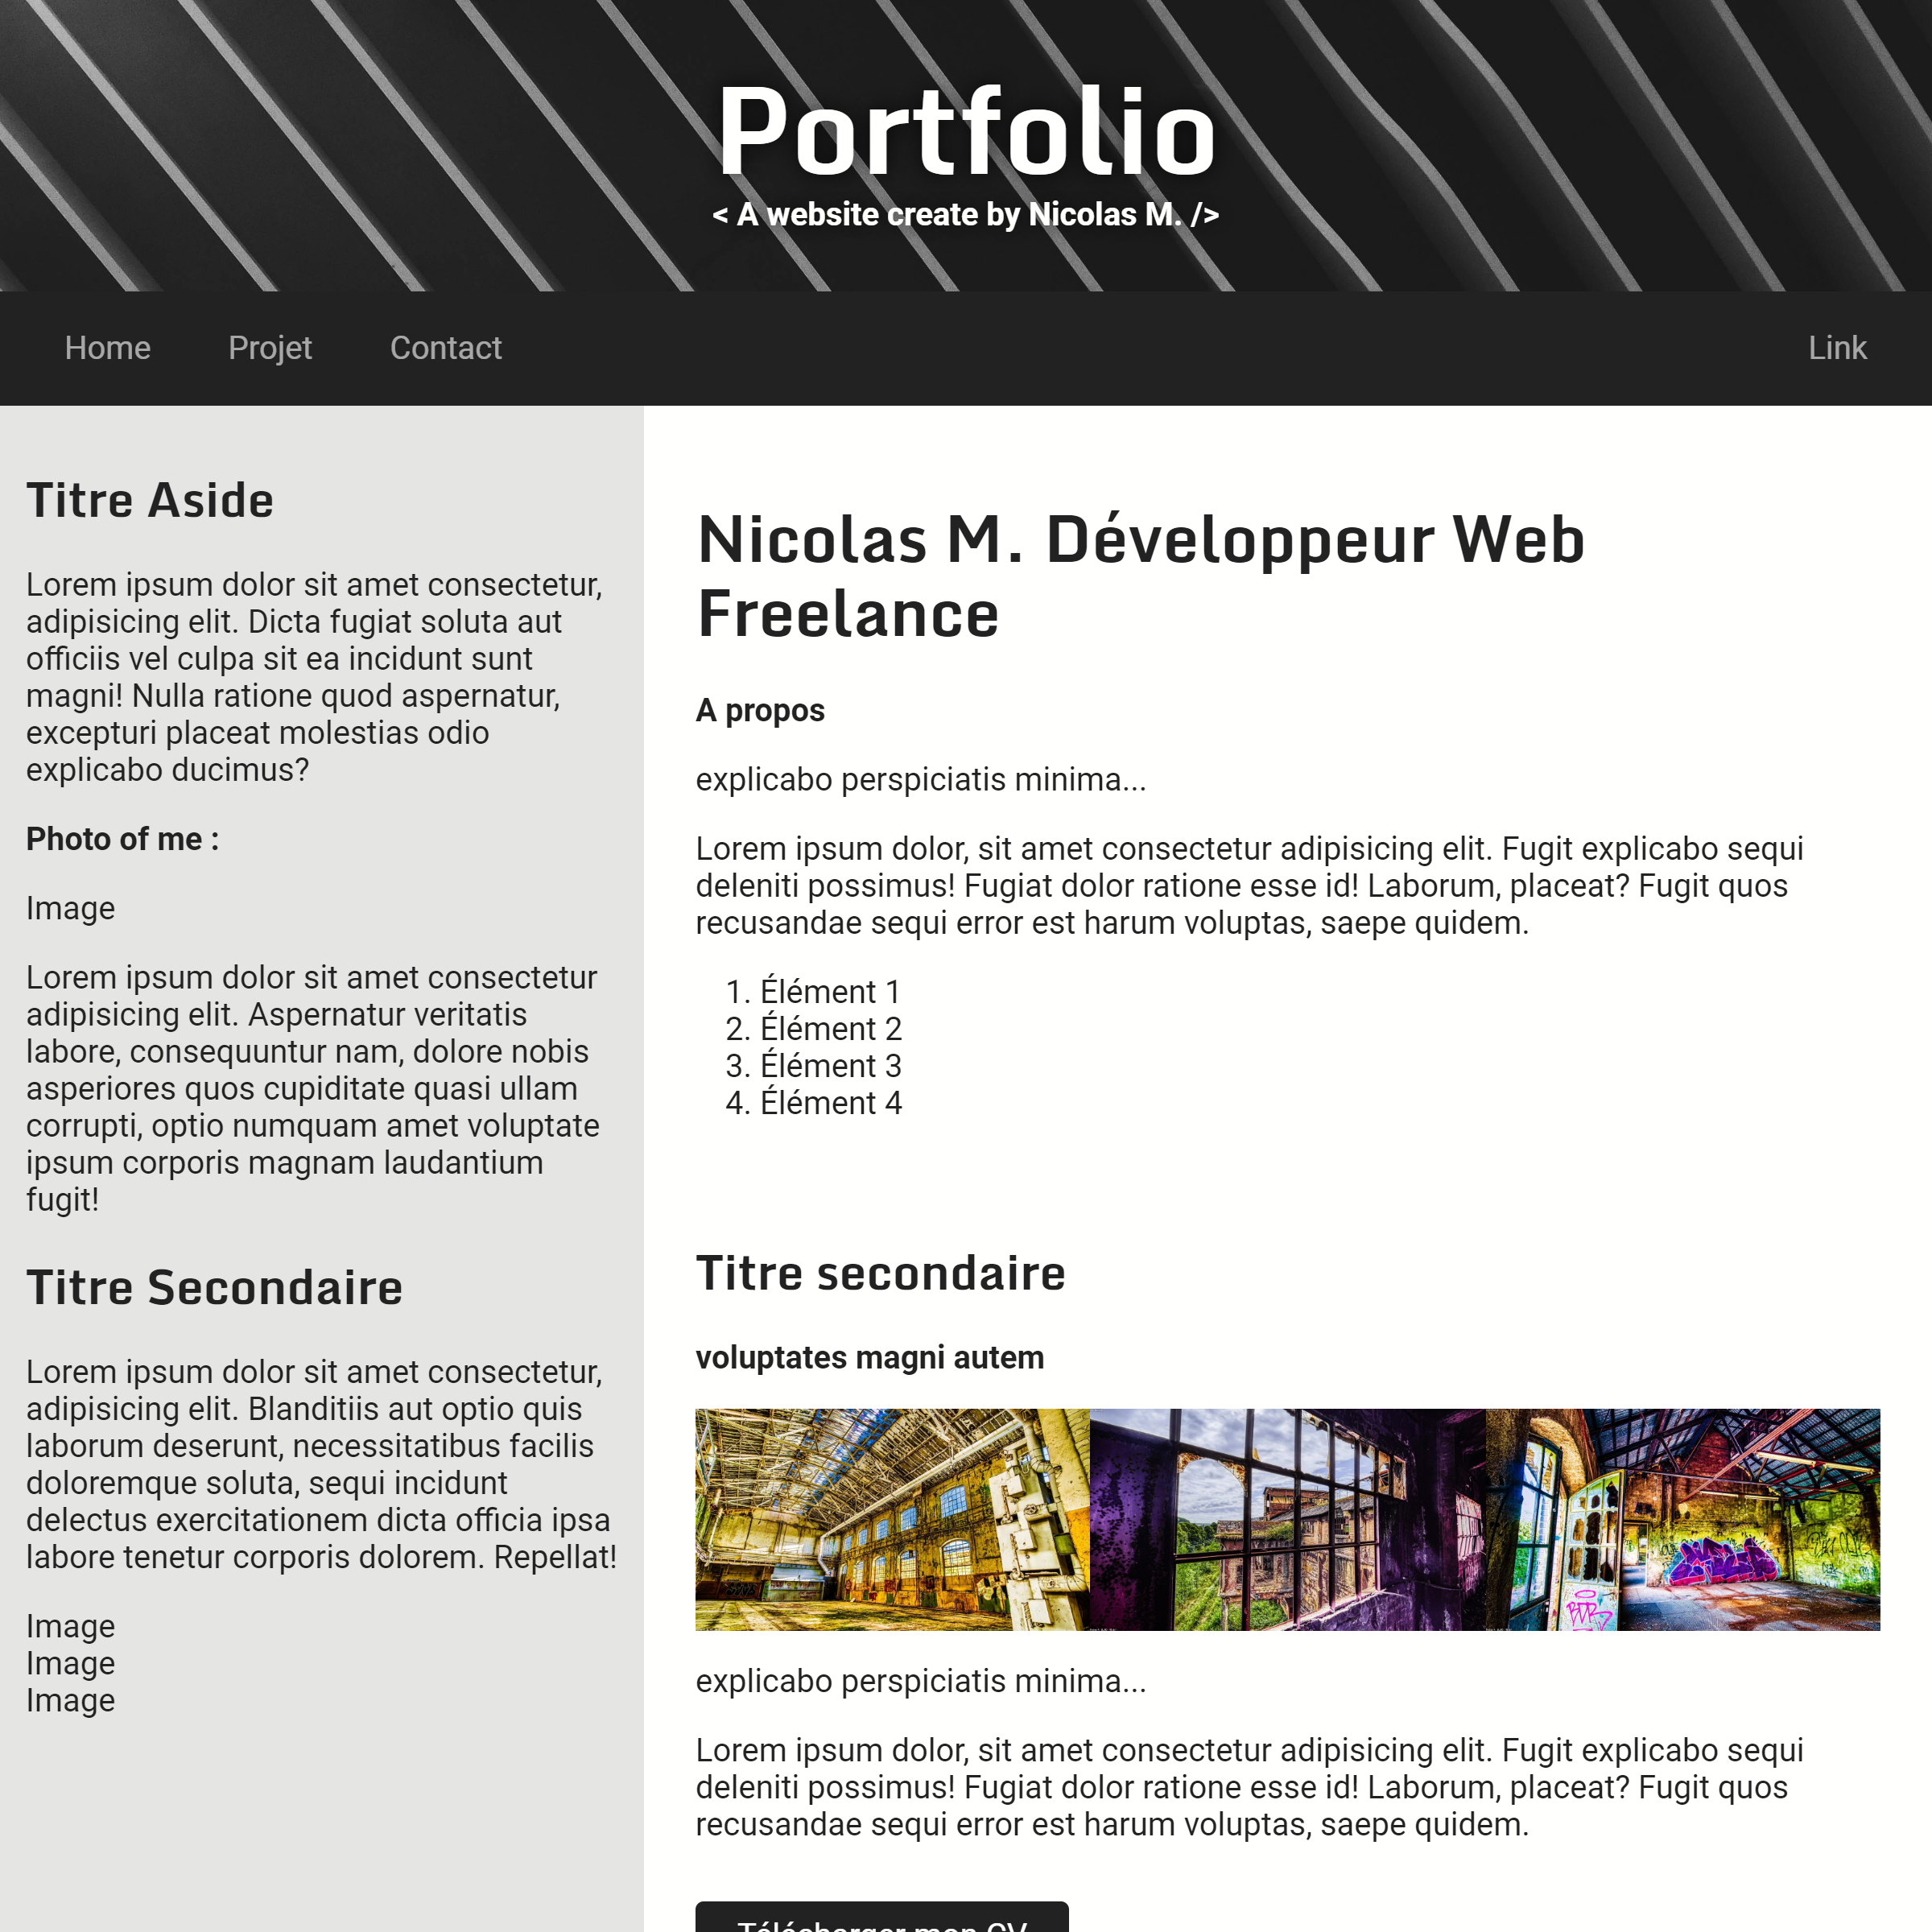 Portfolio
< A website create by Nicolas M. />
Home
Projet
Contact
Link
Titre Aside
Lorem ipsum dolor sit amet consectetur,
adipisicing elit. Dicta fugiat soluta aut
officiis vel culpa sit ea incidunt sunt
magni! Nulla ratione quod aspernatur,
excepturi placeat molestias odio
explicabo ducimus?
Photo of me :
Image
Lorem ipsum dolor sit amet consectetur
adipisicing elit. Aspernatur veritatis
labore, consequuntur nam, dolore nobis
asperiores quos cupiditate quasi ullam
corrupti, optio numquam amet voluptate
ipsum corporis magnam laudantium
fugit!
Titre Secondaire
Lorem ipsum dolor sit amet consectetur,
adipisicing elit. Blanditiis aut optio quis
laborum deserunt, necessitatibus facilis
doloremque soluta, sequi incidunt
delectus exercitationem dicta officia ipsa
labore tenetur corporis dolorem. Repellat!
Image
Image
Image
Nicolas M. Développeur Web
Freelance
A propos
explicabo perspiciatis minima...
Lorem ipsum dolor, sit amet consectetur adipisicing elit. Fugit explicabo sequi
deleniti possimus! Fugiat dolor ratione esse id! Laborum, placeat? Fugit quos
recusandae sequi error est harum voluptas, saepe quidem.
1. Élément 1
2. Élément 2
3. Élément 3
4. Élément 4
Titre secondaire
voluptates magni autem
explicabo perspiciatis minima...
Lorem ipsum dolor, sit amet consectetur adipisicing elit. Fugit explicabo sequi
deleniti possimus! Fugiat dolor ratione esse id! Laborum, placeat? Fugit quos
recusandae sequi error est harum voluptas, saepe quidem.
Télécharger mon CV